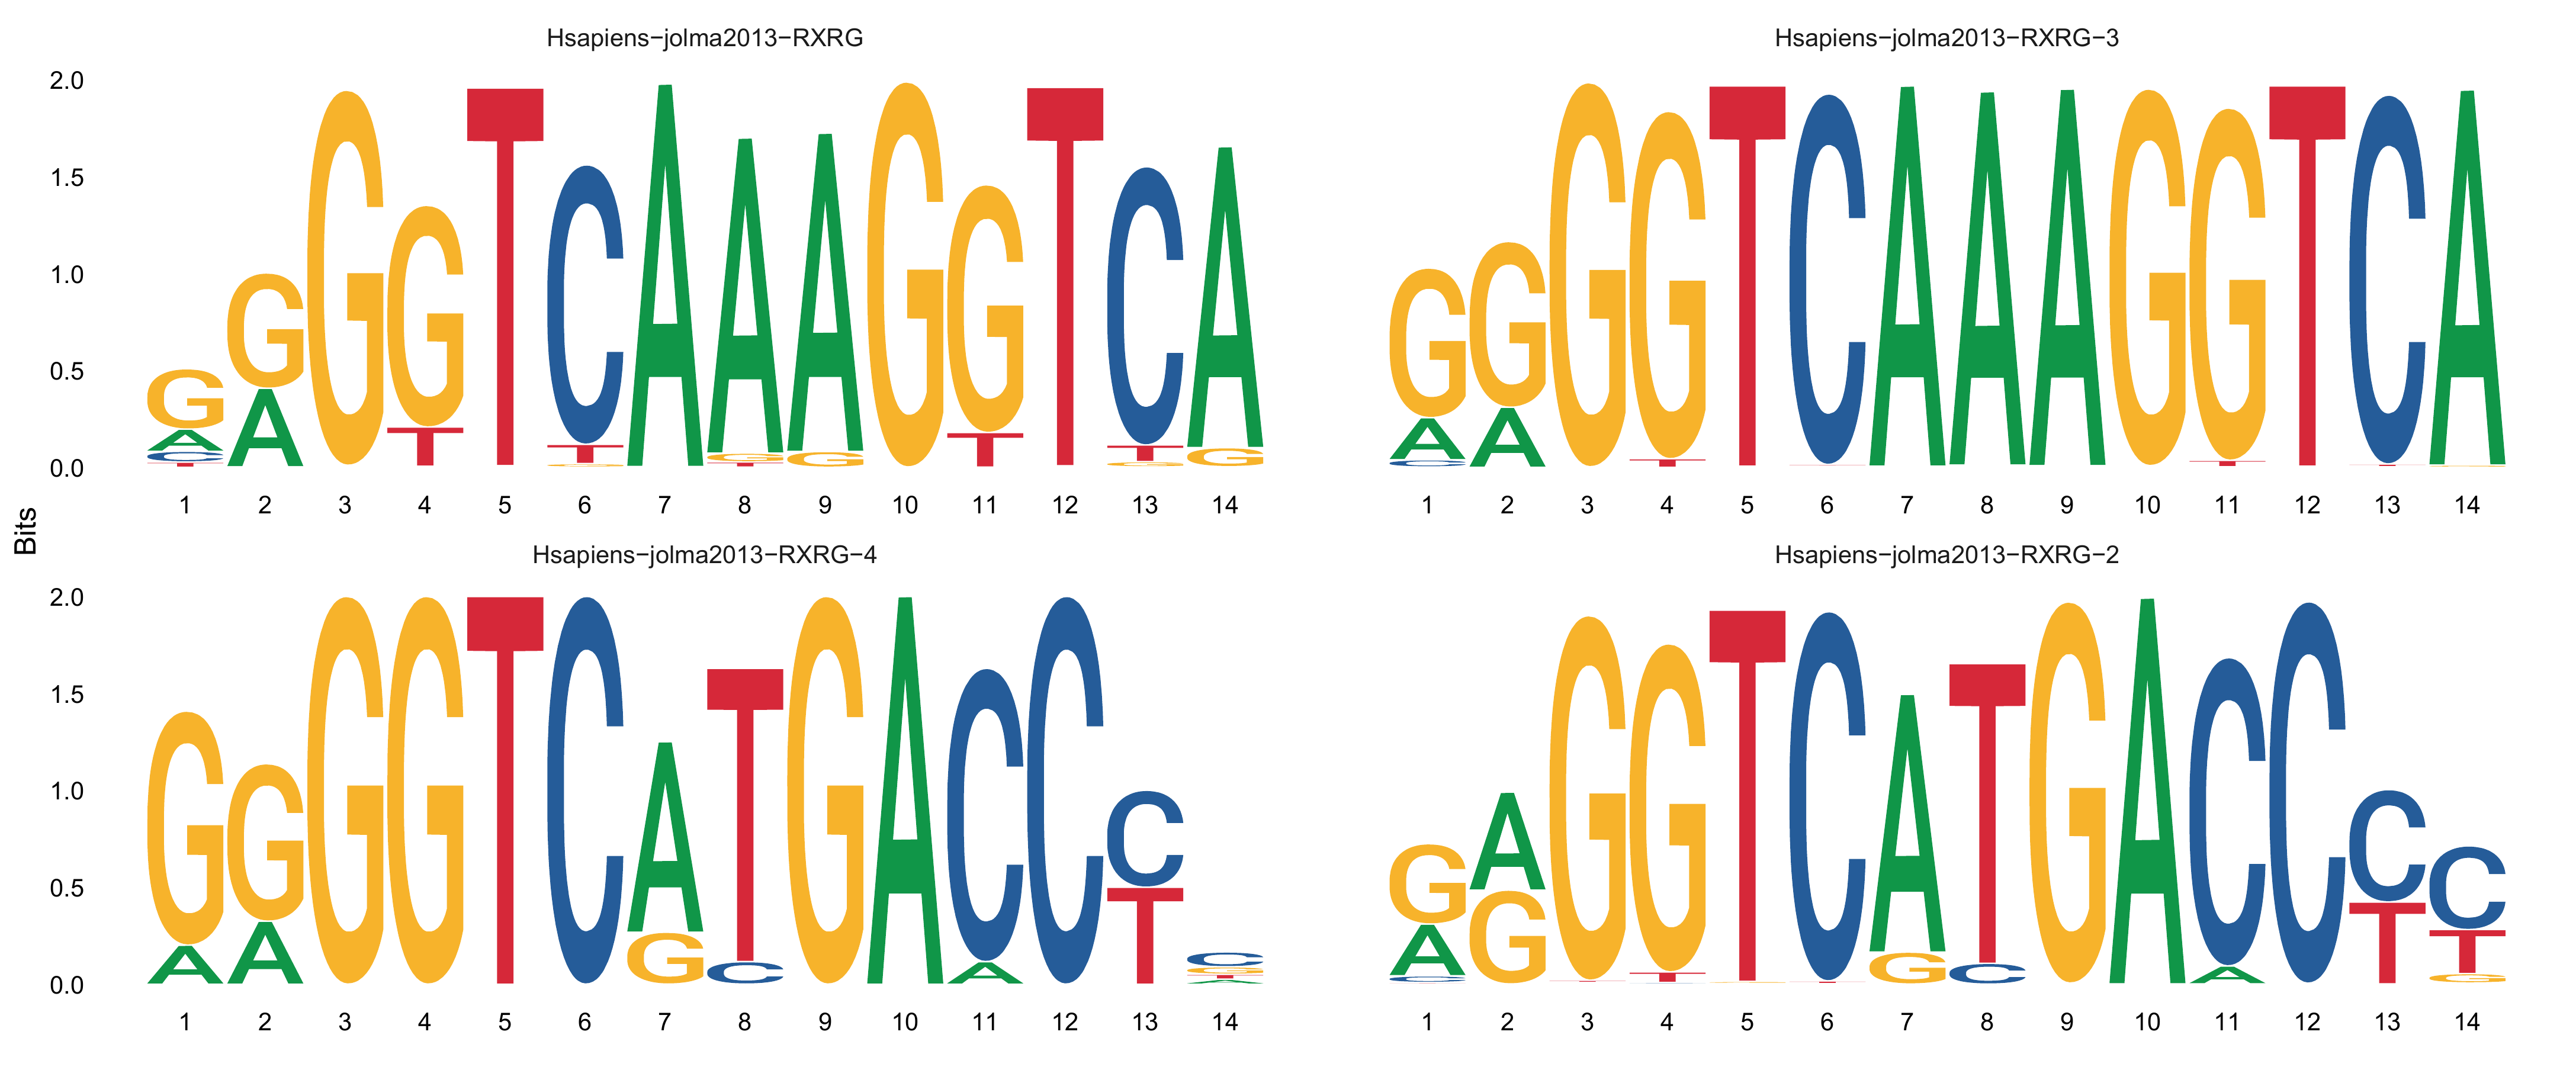 Hsapiens−jolma2013−RXRG
Hsapiens−jolma2013−RXRG−3
2.0
1.5
1.0
0.5
0.0
G A C T
G A
G
G T
T
C T G
A
A G T
A G
G
G T
T
C T G
A G
G A C
G A
G
G T
T
C
A
A
A
G
G T
T
C
A
1 2 3 4 5 6 7 8 9 10 11 12 13 14
1 2 3 4 5 6 7 8 9 10 11 12 13 14
Bits
Hsapiens−jolma2013−RXRG−4
Hsapiens−jolma2013−RXRG−2
2.0
1.5
1.0
0.5
0.0
G A
G A
G
G
T
C
A G
T C
G
A
C A
C
C T
C G T A
G A C
A G
G
G T
T
C
A G
T C
G
A
C A
C
C T
C T G
1 2 3 4 5 6 7 8 9 10 11 12 13 14
1 2 3 4 5 6 7 8 9 10 11 12 13 14